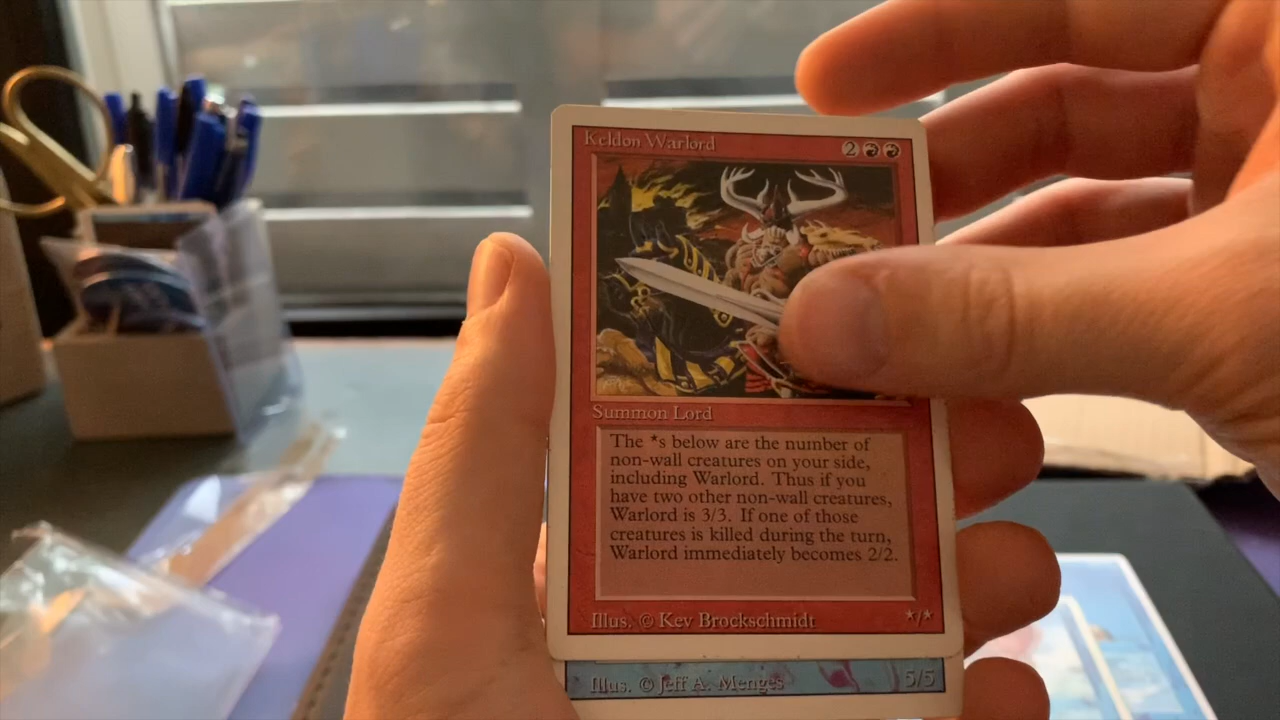 Keldon Warlord 2
Summon Lord
The *s below are the number of
non-wall creatures on your side,
including Warlord. Thus if you
have two other non-wall creatures,
Warlord is 3/3. If one of those
creatures is killed during the turn,
Warlord immediately becomes 2/2.
Illus. © Kev Brockschmidt */*
Illus. © Jeff A. Menges 5/5